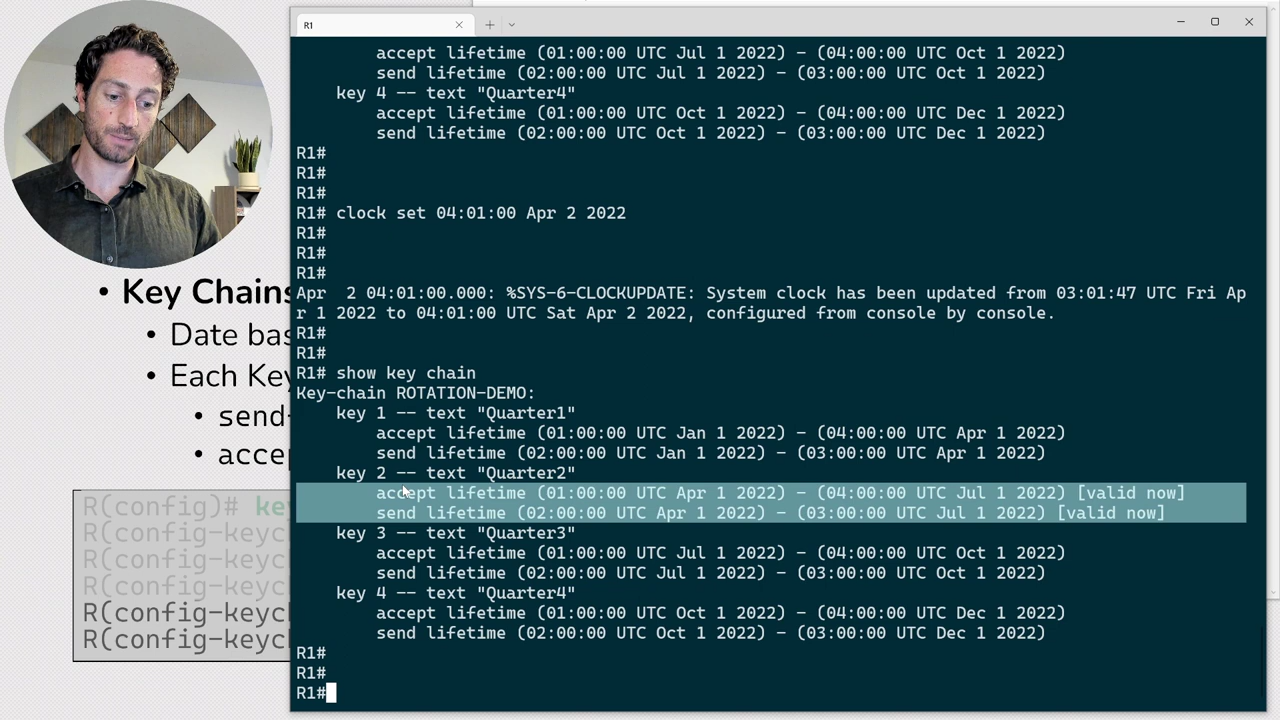 R1
accept lifetime (01:00:00 UTC Jul 1 2022) - (04:00:00 UTC Oct 1 2022)
send lifetime (02:00:00 UTC Jul 1 2022) - (03:00:00 UTC Oct 1 2022)
key 4 -- text "Quarter4"
accept lifetime (01:00:00 UTC Oct 1 2022) - (04:00:00 UTC Dec 1 2022)
send lifetime (02:00:00 UTC Oct 1 2022) - (03:00:00 UTC Dec 1 2022)
R1#
R1#
R1#
R1# clock set 04:01:00 Apr 2 2022
R1#
R1#
R1#
Apr  2 04:01:00.000: %SYS-6-CLOCKUPDATE: System clock has been updated from 03:01:47 UTC Fri Ap
r 1 2022 to 04:01:00 UTC Sat Apr 2 2022, configured from console by console.
R1#
R1#
R1# show key chain
Key-chain ROTATION-DEMO:
key 1 -- text "Quarter1"
accept lifetime (01:00:00 UTC Jan 1 2022) - (04:00:00 UTC Apr 1 2022)
send lifetime (02:00:00 UTC Jan 1 2022) - (03:00:00 UTC Apr 1 2022)
key 2 -- text "Quarter2"
accept lifetime (01:00:00 UTC Apr 1 2022) - (04:00:00 UTC Jul 1 2022) [valid now]
send lifetime (02:00:00 UTC Apr 1 2022) - (03:00:00 UTC Jul 1 2022) [valid now]
key 3 -- text "Quarter3"
accept lifetime (01:00:00 UTC Jul 1 2022) - (04:00:00 UTC Oct 1 2022)
send lifetime (02:00:00 UTC Jul 1 2022) - (03:00:00 UTC Oct 1 2022)
key 4 -- text "Quarter4"
accept lifetime (01:00:00 UTC Oct 1 2022) - (04:00:00 UTC Dec 1 2022)
send lifetime (02:00:00 UTC Oct 1 2022) - (03:00:00 UTC Dec 1 2022)
R1#
R1#
R1#
• Key Chains
• Date bas
• Each Key
• send-
• accep
R(config)# key
R(config-keych
R(config-keych
R(config-keych
R(config-keych
R(config-keych